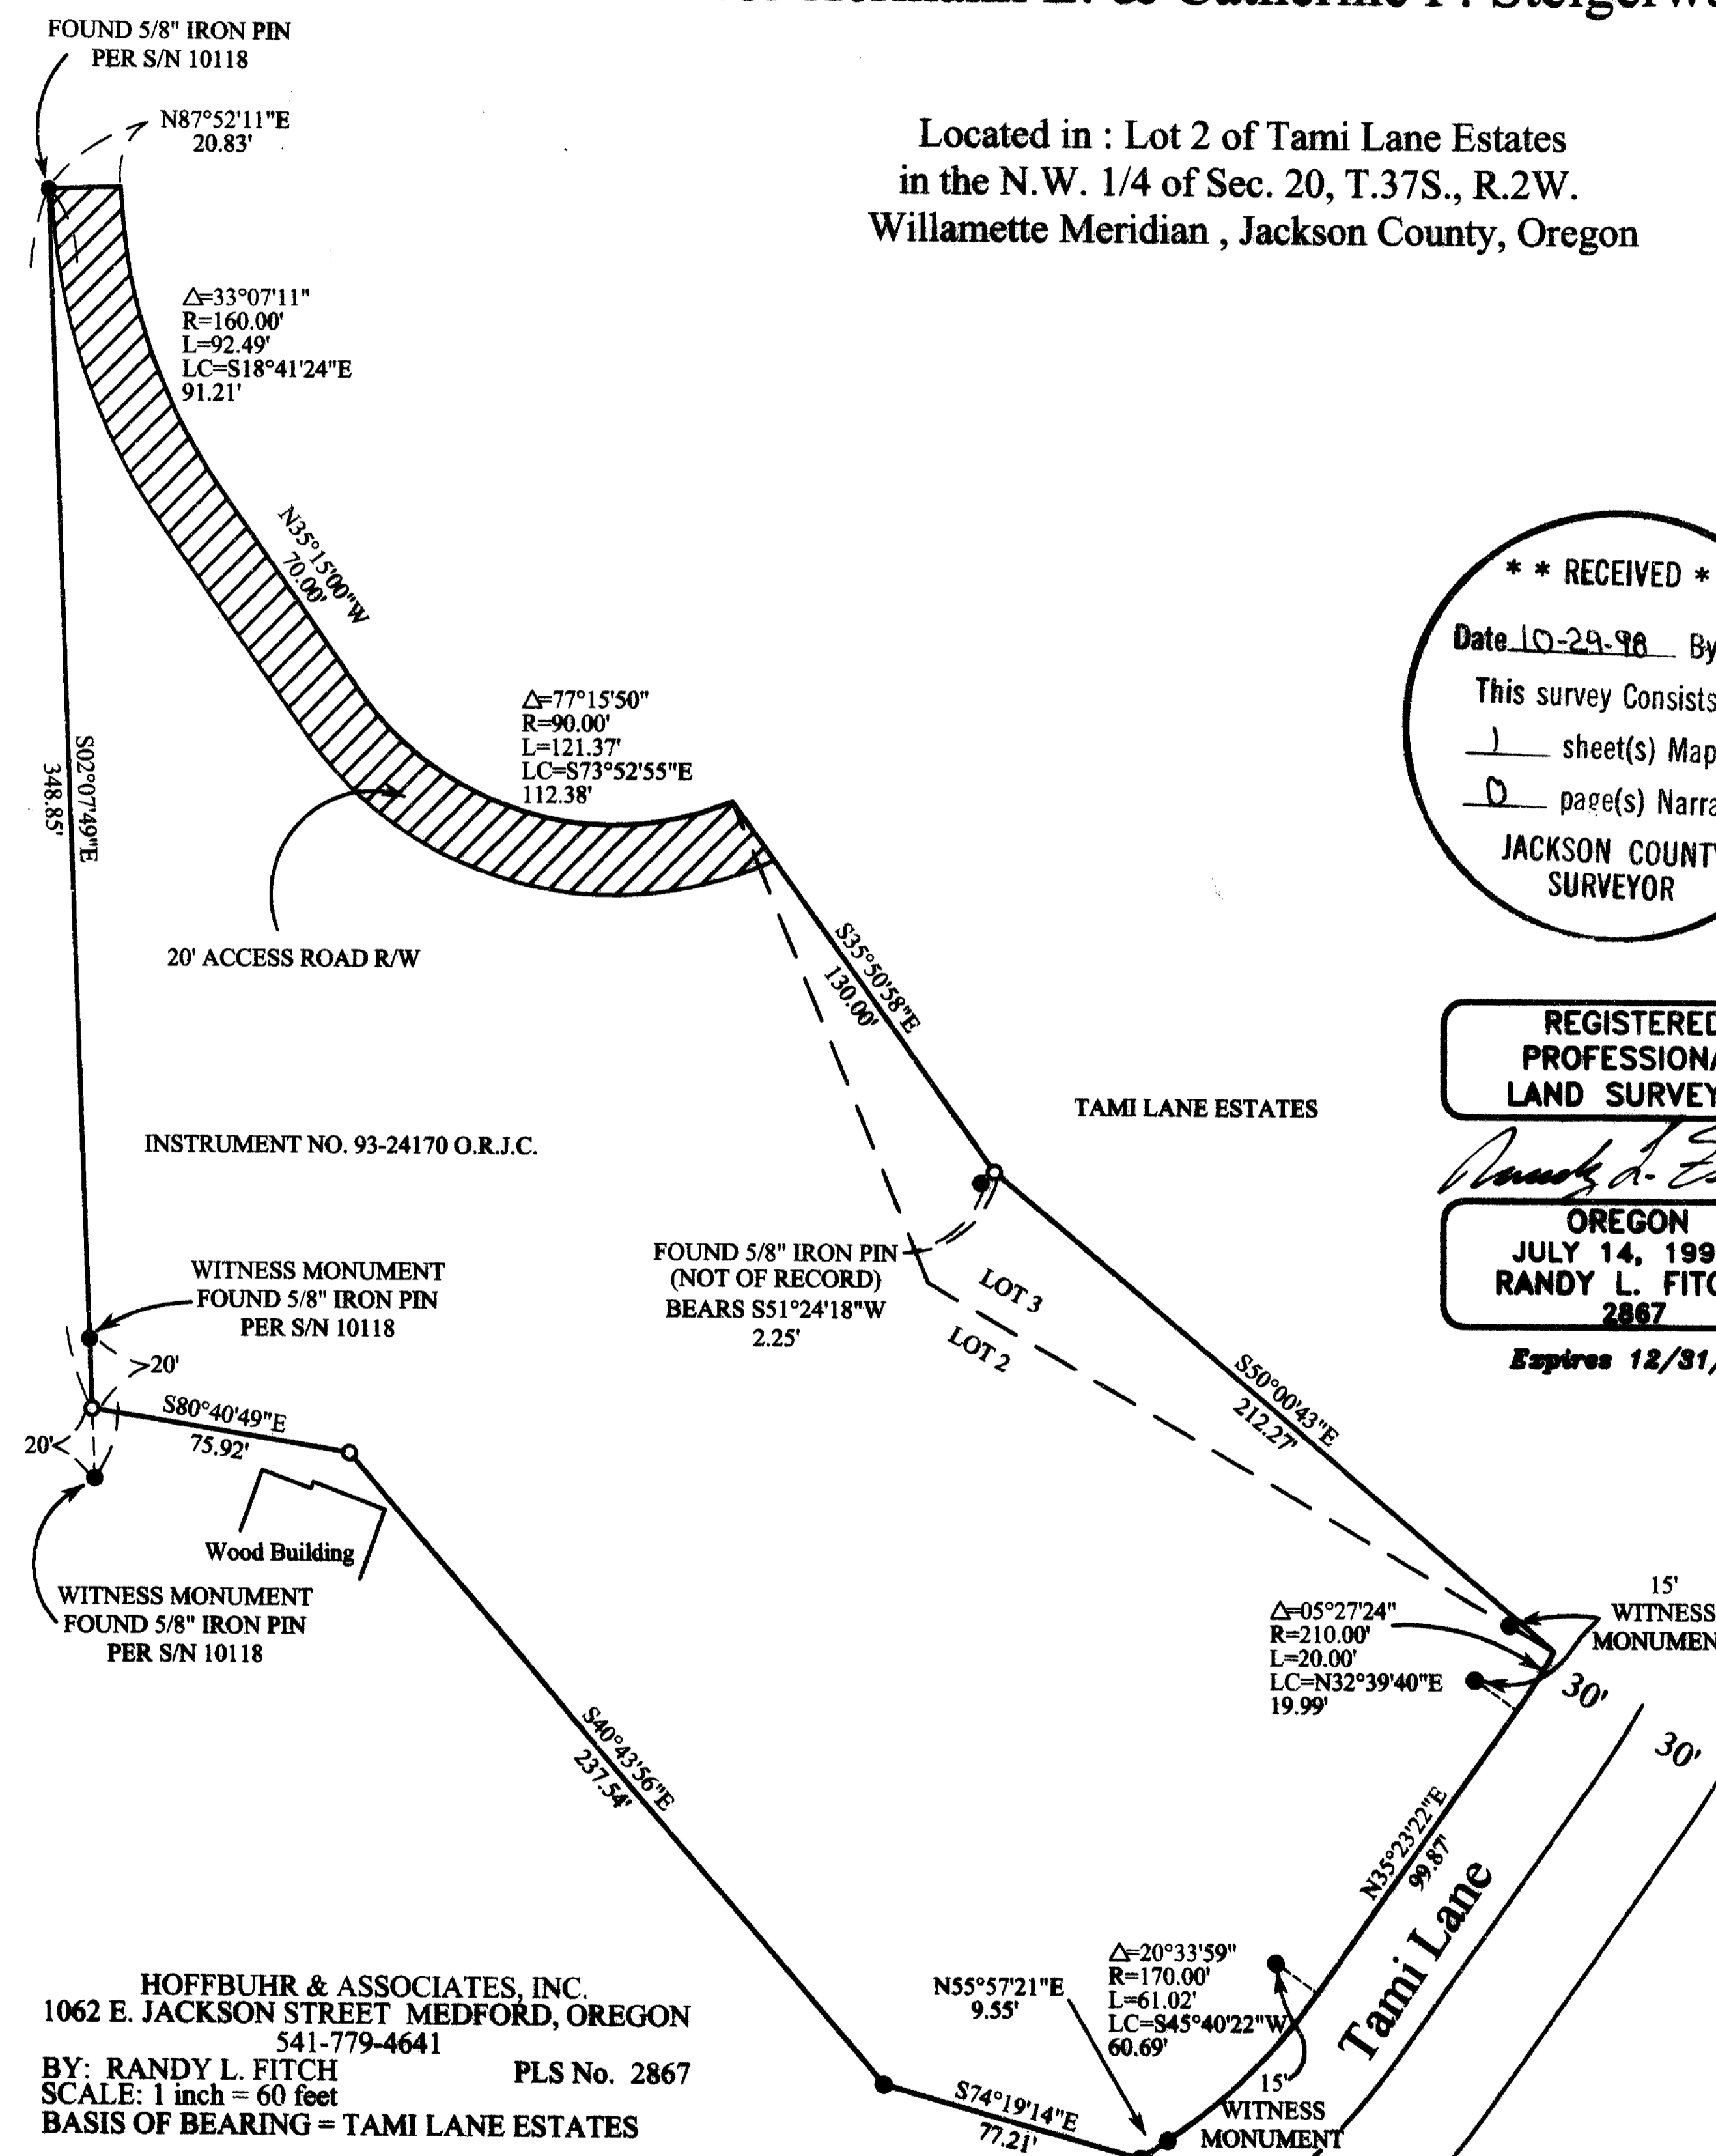 Hermann E. & Catherine P.
FOUND 5/8" IRON PIN
PER S/N 10118
N87°52'11"E
20.83'
Located in : Lot 2 of Tami Lane Estates
in the N.W. 1/4 of Sec. 20, T.37S., R.2W.
Willamette Meridian , Jackson County, Oregon
Δ=33°07'11"
R=160.00'
L=92.49'
LC=S18°41'24"E
91.21'
N35°15'00"W
70.00'
* * RECEIVED *
Date 10-29-98 By
This survey Consists
1 sheet(s) Map
0 page(s) Narra
JACKSON COUNTY
SURVEYOR
Δ=77°15'50"
R=90.00'
L=121.37'
LC=S73°52'55"E
112.38'
S02°07'49"E
348.85'
20' ACCESS ROAD R/W
S35°50'58"E
130.00'
REGISTERED
PROFESSIONA
LAND SURVEY
TAMI LANE ESTATES
INSTRUMENT NO. 93-24170 O.R.J.C.
OREGON
JULY 14, 199
RANDY L. FITC
2867
Expires 12/31/
FOUND 5/8" IRON PIN
(NOT OF RECORD)
BEARS S51°24'18"W
2.25'
LOT 3
LOT 2
WITNESS MONUMENT
FOUND 5/8" IRON PIN
PER S/N 10118
20'
S80°40'49"E
75.92'
20'
S50°00'43"E
212.27'
Wood Building
WITNESS MONUMENT
FOUND 5/8" IRON PIN
PER S/N 10118
Δ=05°27'24"
R=210.00'
L=20.00'
LC=N32°39'40"E
19.99'
15'
WITNESS
MONUMEN
30'
30'
S40°43'56"E
237.54'
N35°23'22"E
99.87'
Tami Lane
N55°57'21"E
9.55'
Δ=20°33'59"
R=170.00'
L=61.02'
LC=S45°40'22"W
60.69'
15'
WITNESS
MONUMENT
S74°19'14"E
77.21'
HOFFBUHR & ASSOCIATES, INC.
1062 E. JACKSON STREET MEDFORD, OREGON
541-779-4641
BY: RANDY L. FITCH PLS No. 2867
SCALE: 1 inch = 60 feet
BASIS OF BEARING = TAMI LANE ESTATES